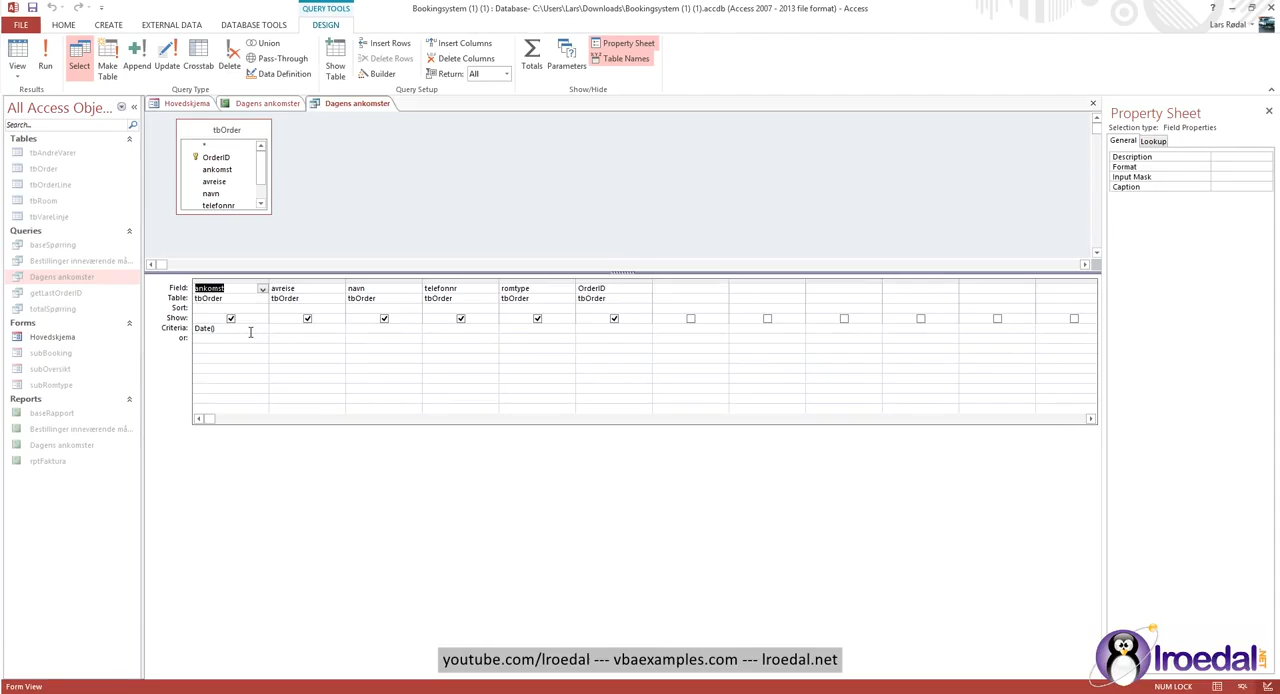 Bookingsystem (1) (1) : Database- C:\Users\Lars\Downloads\Bookingsystem (1) (1).accdb (Access 2007 - 2013 file format) - Access
QUERY TOOLS
FILE HOME CREATE EXTERNAL DATA DATABASE TOOLS DESIGN
Lars Rødal
View Run Select Make Table Append Update Crosstab Delete
Union
Pass-Through
Data Definition
Show Table
Insert Rows
Delete Rows
Builder
Insert Columns
Delete Columns
Return: All
Totals Parameters
Property Sheet
Table Names
Results Query Type Query Setup Show/Hide
All Access Obje...
Search...
Tables
tbAndreVarer
tbOrder
tbOrderLine
tbRoom
tbVareLinje
Queries
baseSpørring
Bestillinger inneværende må...
Dagens ankomster
getLastOrderID
totalSpørring
Forms
Hovedskjema
subBooking
subOversikt
subRomtype
Reports
baseRapport
Bestillinger inneværende må...
Dagens ankomster
rptFaktura
Hovedskjema Dagens ankomster Dagens ankomster
tbOrder
*
OrderID
ankomst
avreise
navn
telefonnr
Field: ankomst avreise navn telefonnr romtype OrderID
Table: tbOrder tbOrder tbOrder tbOrder tbOrder tbOrder
Sort:
Show:
Criteria: Date()
or:
Property Sheet
Selection type: Field Properties
General Lookup
Description
Format
Input Mask
Caption
youtube.com/lroedal --- vbaexamples.com --- lroedal.net
lroedal.NET
Form View
NUM LOCK
SQL